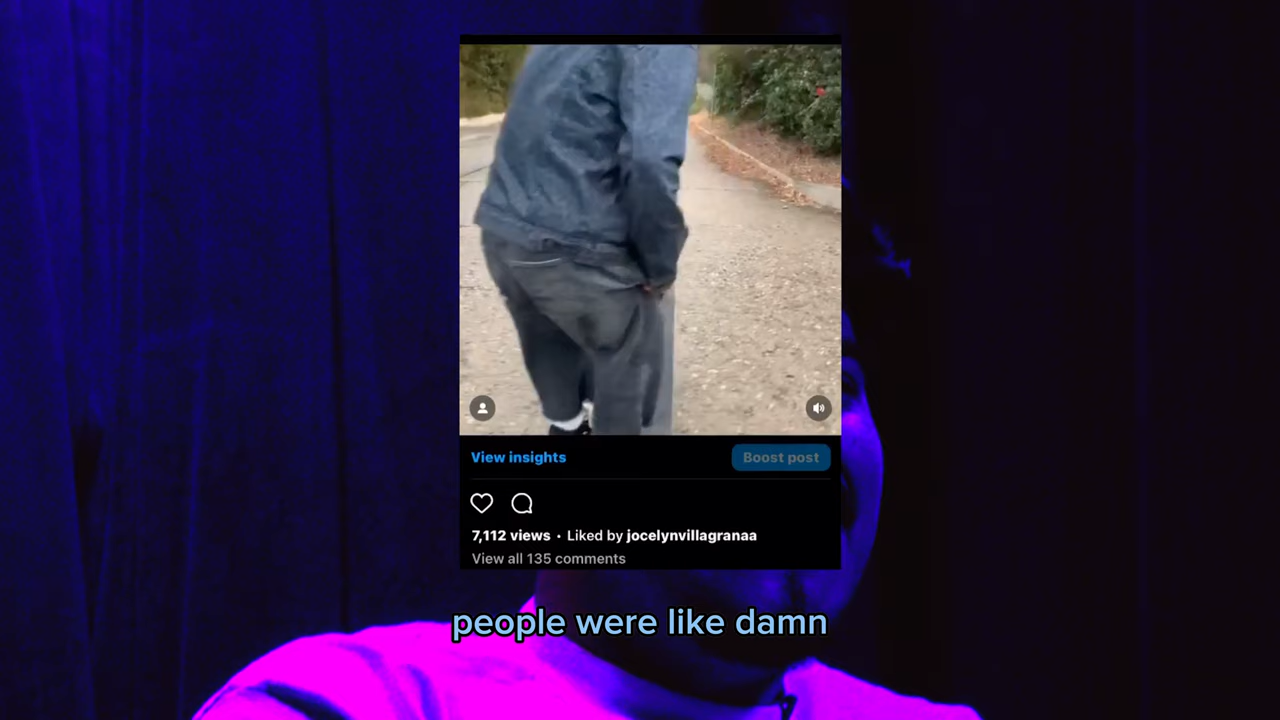 View insights
Boost post
7,112 views · Liked by jocelynvillagranaa
View all 135 comments
people were like damn